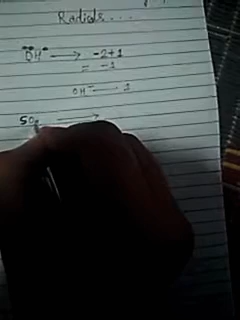 Radicals....
OH → -2+1
= -1
OH⁻ — 1
SO₄ →